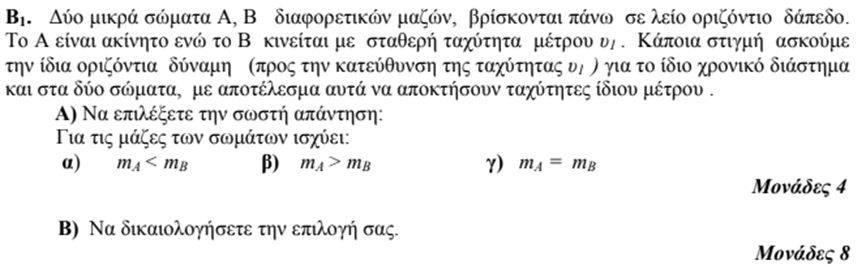 Β₁. Δύο μικρά σώματα Α, Β διαφορετικών μαζών, βρίσκονται πάνω σε λείο οριζόντιο δάπεδο.
Το Α είναι ακίνητο ενώ το Β κινείται με σταθερή ταχύτητα μέτρου υ₁. Κάποια στιγμή ασκούμε
την ίδια οριζόντια δύναμη (προς την κατεύθυνση της ταχύτητας υ₁ ) για το ίδιο χρονικό διάστημα
και στα δύο σώματα, με αποτέλεσμα αυτά να αποκτήσουν ταχύτητες ίδιου μέτρου .
Α) Να επιλέξετε την σωστή απάντηση:
Για τις μάζες των σωμάτων ισχύει:
α) m_A < m_B β) m_A > m_B γ) m_A = m_B
Μονάδες 4
Β) Να δικαιολογήσετε την επιλογή σας.
Μονάδες 8